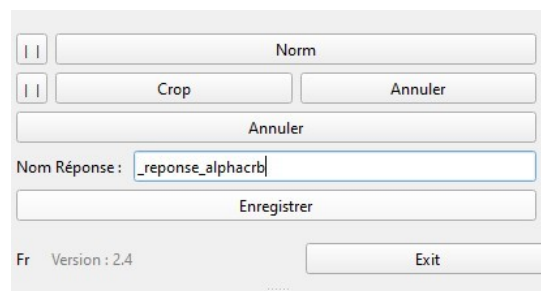 | | Norm
| | Crop Annuler
Annuler
Nom Réponse : _reponse_alphacrb
Enregistrer
Fr Version : 2.4 Exit